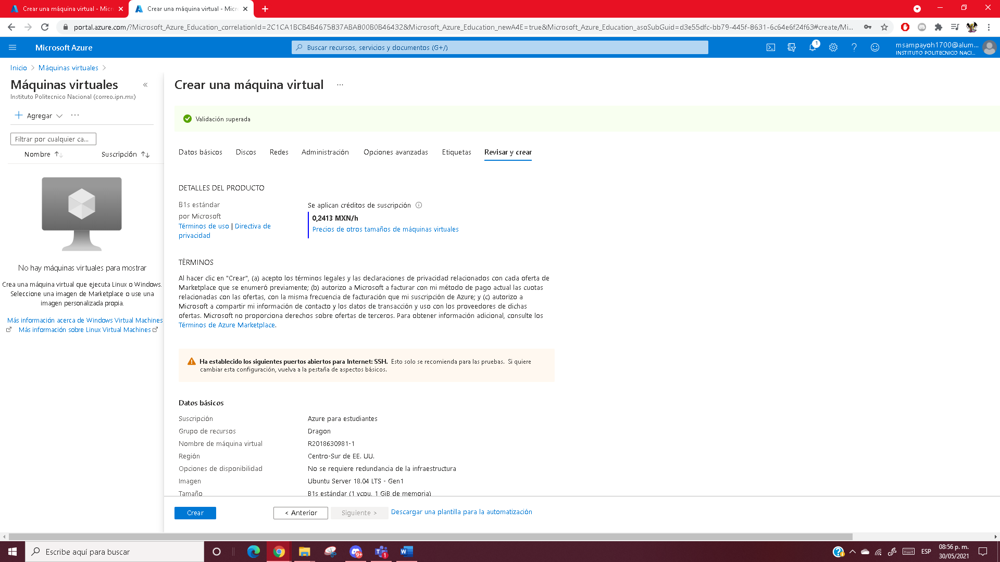 Crear una máquina virtual - Micr
Crear una máquina virtual - Micr
portal.azure.com/?Microsoft_Azure_Education_correlationId=2C1CA1BCB4B4675837ABA800B0B46432&Microsoft_Azure_Education_newA4E=true&Microsoft_Azure_Education_asoSubGuid=d3e55dfc-bb79-445f-8631-6c64e6f24f63#create/Mi...
Microsoft Azure
Buscar recursos, servicios y documentos (G+/)
1
msampayoh1700@alum...
INSTITUTO POLITECNICO NACI...
Inicio > Máquinas virtuales >
Máquinas virtuales
«
Instituto Politecnico Nacional (correo.ipn.mx)
+ Agregar ...
Filtrar por cualquier ca...
Nombre ↑↓ Suscripción ↑↓
No hay máquinas virtuales para mostrar
Crea una máquina virtual que ejecuta Linux o Windows.
Seleccione una imagen de Marketplace o use una
imagen personalizada propia.
Más información acerca de Windows Virtual Machines
Más información sobre Linux Virtual Machines
Crear una máquina virtual ...
Validación superada
Datos básicos Discos Redes Administración Opciones avanzadas Etiquetas Revisar y crear
DETALLES DEL PRODUCTO
B1s estándar
por Microsoft
Términos de uso | Directiva de
privacidad
Se aplican créditos de suscripción
0,2413 MXN/h
Precios de otros tamaños de máquinas virtuales
TÉRMINOS
Al hacer clic en "Crear", (a) acepto los términos legales y las declaraciones de privacidad relacionados con cada oferta de
Marketplace que se enumeró previamente; (b) autorizo a Microsoft a facturar con mi método de pago actual las cuotas
relacionadas con las ofertas, con la misma frecuencia de facturación que mi suscripción de Azure; y (c) autorizo a
Microsoft a compartir mi información de contacto y los datos de transacción y uso con los proveedores de dichas
ofertas. Microsoft no proporciona derechos sobre ofertas de terceros. Para obtener información adicional, consulte los
Términos de Azure Marketplace.
Ha establecido los siguientes puertos abiertos para Internet: SSH. Esto solo se recomienda para las pruebas. Si quiere
cambiar esta configuración, vuelva a la pestaña de aspectos básicos.
Datos básicos
Suscripción Azure para estudiantes
Grupo de recursos Dragon
Nombre de máquina virtual R2018630981-1
Región Centro-Sur de EE. UU.
Opciones de disponibilidad No se requiere redundancia de la infraestructura
Imagen Ubuntu Server 18.04 LTS - Gen1
Tamaño B1s estándar (1 vcpu, 1 GiB de memoria)
Crear < Anterior Siguiente > Descargar una plantilla para la automatización
Escribe aquí para buscar
9+
1
ESP
08:56 p. m.
30/05/2021